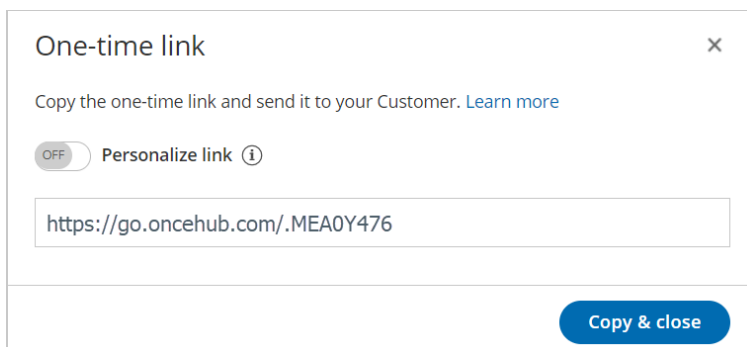 One-time link
Copy the one-time link and send it to your Customer. Learn more
OFF Personalize link
https://go.oncehub.com/.MEA0Y476
Copy & close